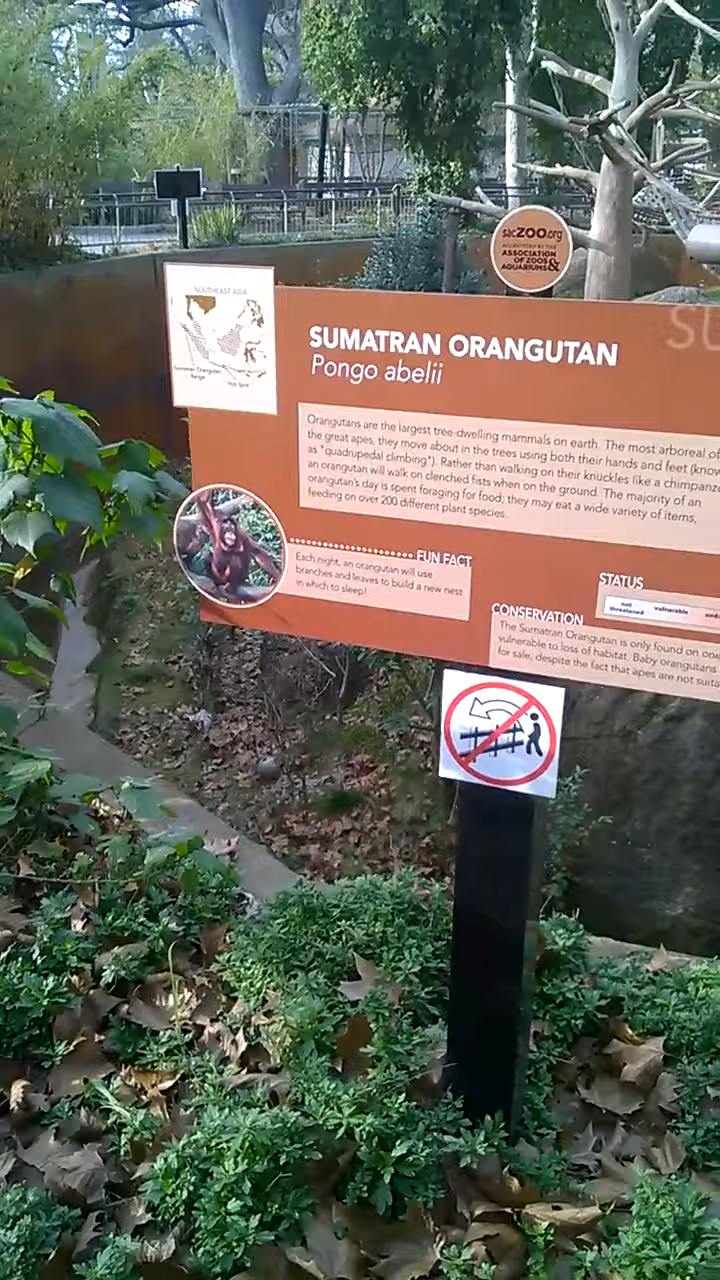 sacZOO.org
ACCREDITED BY THE
ASSOCIATION
OF ZOOS &
AQUARIUMS
SOUTHEAST ASIA
Sumatran Orangutan
Range
Hot Spot
SUMATRAN ORANGUTAN
Pongo abelii
Orangutans are the largest tree-dwelling mammals on earth. The most arboreal of
the great apes, they move about in the trees using both their hands and feet (know
as "quadrupedal climbing"). Rather than walking on their knuckles like a chimpanz
an orangutan will walk on clenched fists when on the ground. The majority of an
orangutan's day is spent foraging for food; they may eat a wide variety of items,
feeding on over 200 different plant species.
FUN FACT
Each night, an orangutan will use
branches and leaves to build a new nest
in which to sleep!
STATUS
not
threatened
vulnerable
CONSERVATION
The Sumatran Orangutan is only found on one
vulnerable to loss of habitat. Baby orangutans
for sale, despite the fact that apes are not suita